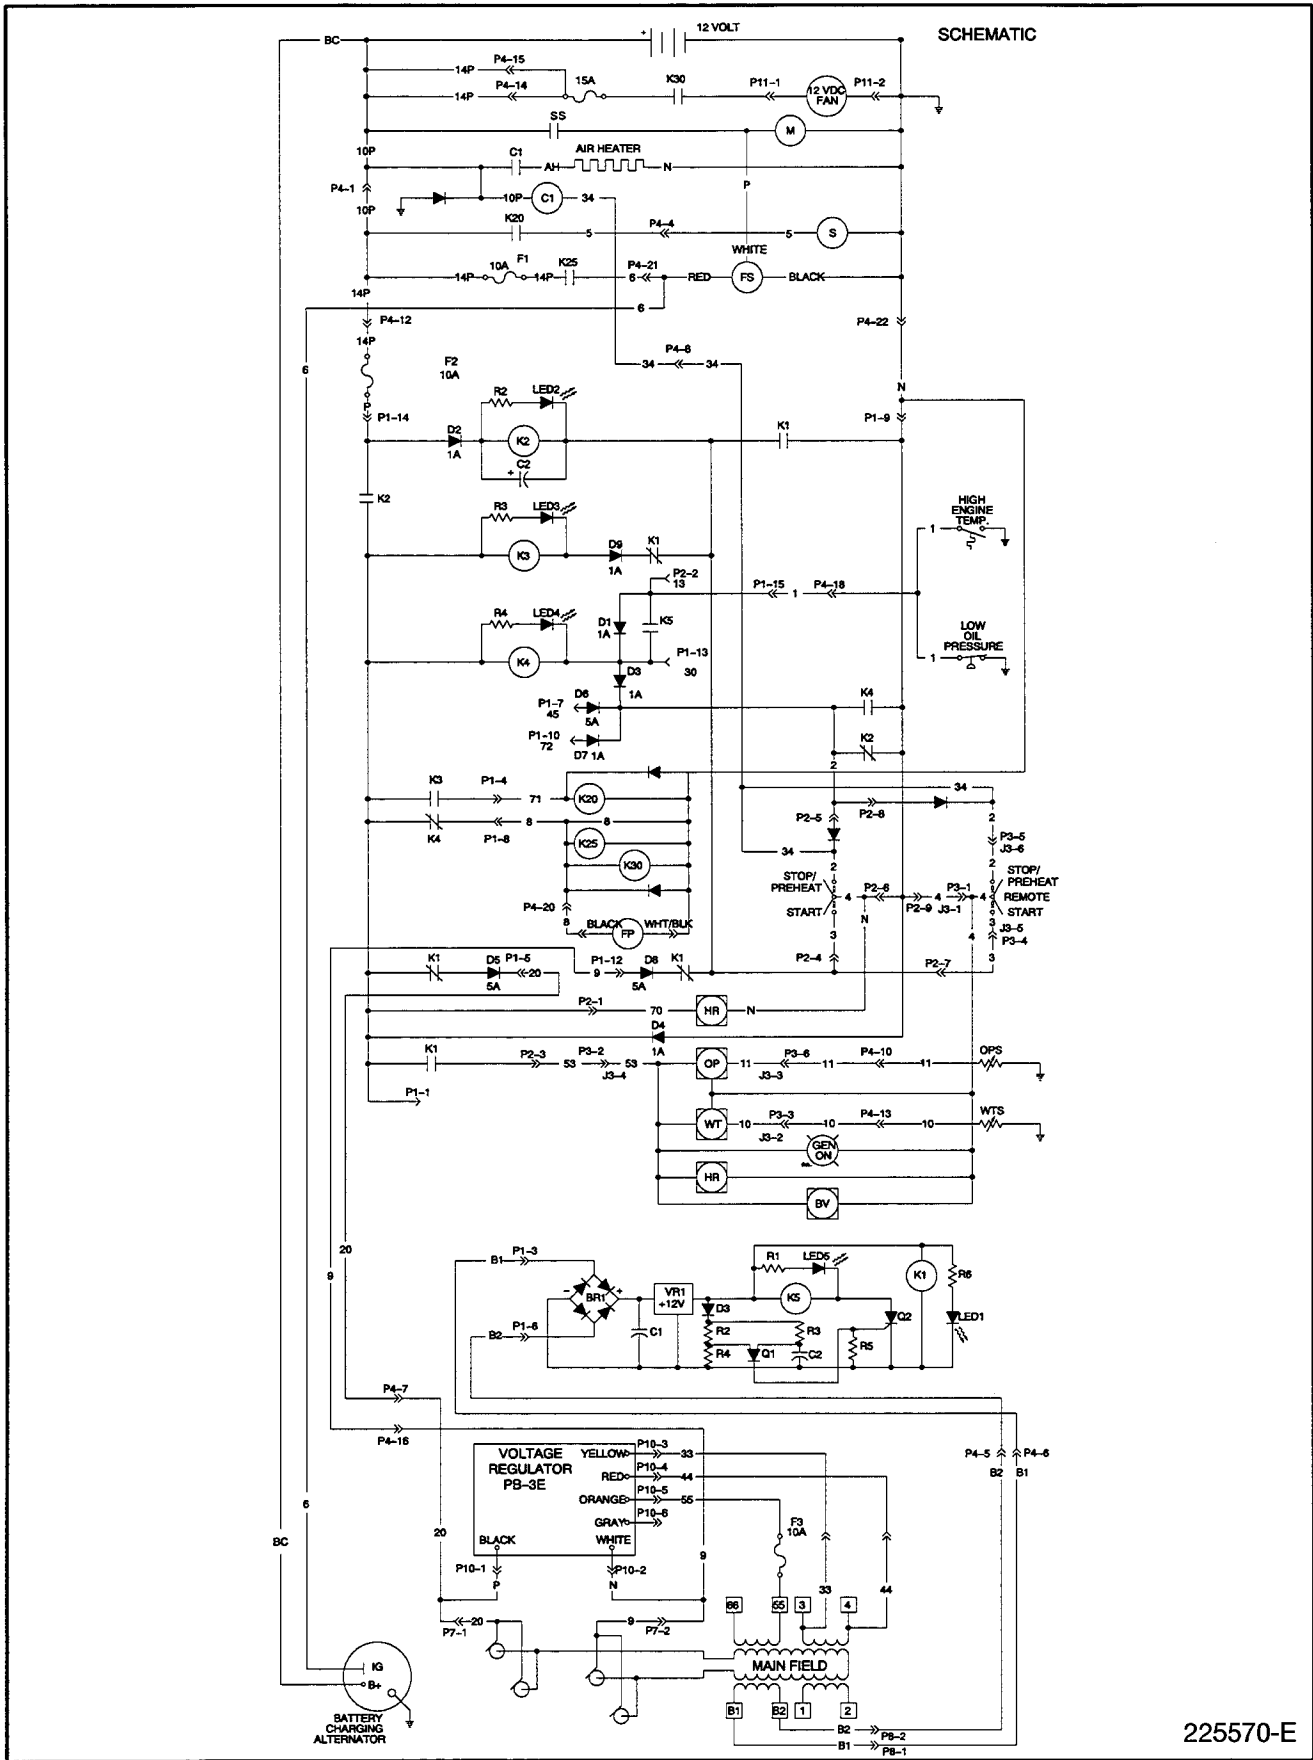 SCHEMATIC
BC
12 VOLT
+
P4-15
14P
P4-14
14P
15A
K30
P11-1
12 VDC
FAN
P11-2
SS
M
10P
C1
AH
AIR HEATER
N
P
P4-1
10P
10P
C1
34
K20
5
P4-4
5
S
WHITE
14P
10A
F1
14P
K25
P4-21
6
RED
FS
BLACK
14P
6
P4-12
P4-22
14P
6
F2
10A
34
P4-8
34
P
N
P1-14
P1-9
R2
LED2
D2
1A
K2
K1
+
C2
K2
R3
LED3
K3
D9
1A
K1
HIGH
ENGINE
TEMP.
1
P2-2
13
P1-15
1
P4-18
R4
LED4
D1
1A
K5
K4
P1-13
30
LOW
OIL
PRESSURE
1
D3
1A
P1-7
45
D6
5A
K4
P1-10
72
D7 1A
K2
2
K3
P1-4
71
K20
34
K4
P1-8
8
8
K25
P2-5
P2-8
2
P3-5
J3-6
K30
34
2
2
STOP/
PREHEAT
START
4
P2-6
P2-9
4
P3-1
J3-1
4
STOP/
PREHEAT
REMOTE
START
P4-20
8
BLACK
FP
WHT/BLK
N
3
3
J3-5
P3-4
4
3
P2-4
P2-7
K1
D5
5A
P1-5
20
P1-12
9
D8
5A
K1
P2-1
70
HR
N
D4
1A
K1
P2-3
53
P3-2
J3-4
53
OP
11
P3-6
J3-3
11
P4-10
11
OPS
P1-1
WT
10
P3-3
J3-2
10
P4-13
10
WTS
GEN
ON
HR
BV
20
9
B1
P1-3
BR1
-
+
VR1
+12V
R1
LED5
K5
K1
R6
B2
P1-6
C1
D3
R2
R3
R4
Q1
C2
R5
Q2
LED1
P4-7
P4-16
VOLTAGE
REGULATOR
PB-3E
YELLOW
P10-3
33
RED
P10-4
44
ORANGE
P10-5
55
GRAY
P10-6
BLACK
WHITE
P4-5
P4-6
B2
B1
F3
10A
6
BC
20
9
P10-1
P
P10-2
N
33
44
20
P7-1
9
P7-2
66
55
3
4
MAIN FIELD
B1
B2
1
2
B2
P8-2
B1
P8-1
IG
B+
BATTERY
CHARGING
ALTERNATOR
225570-E